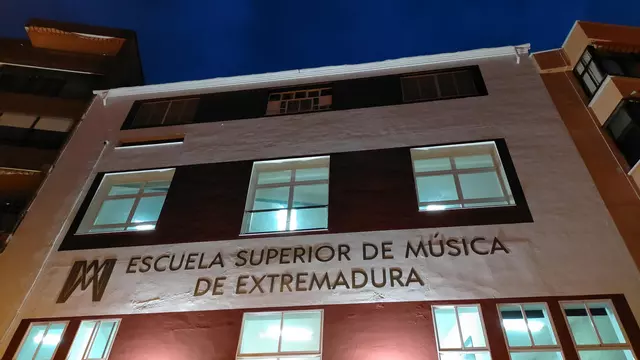 ESCUELA SUPERIOR DE MÚSICA
DE EXTREMADURA